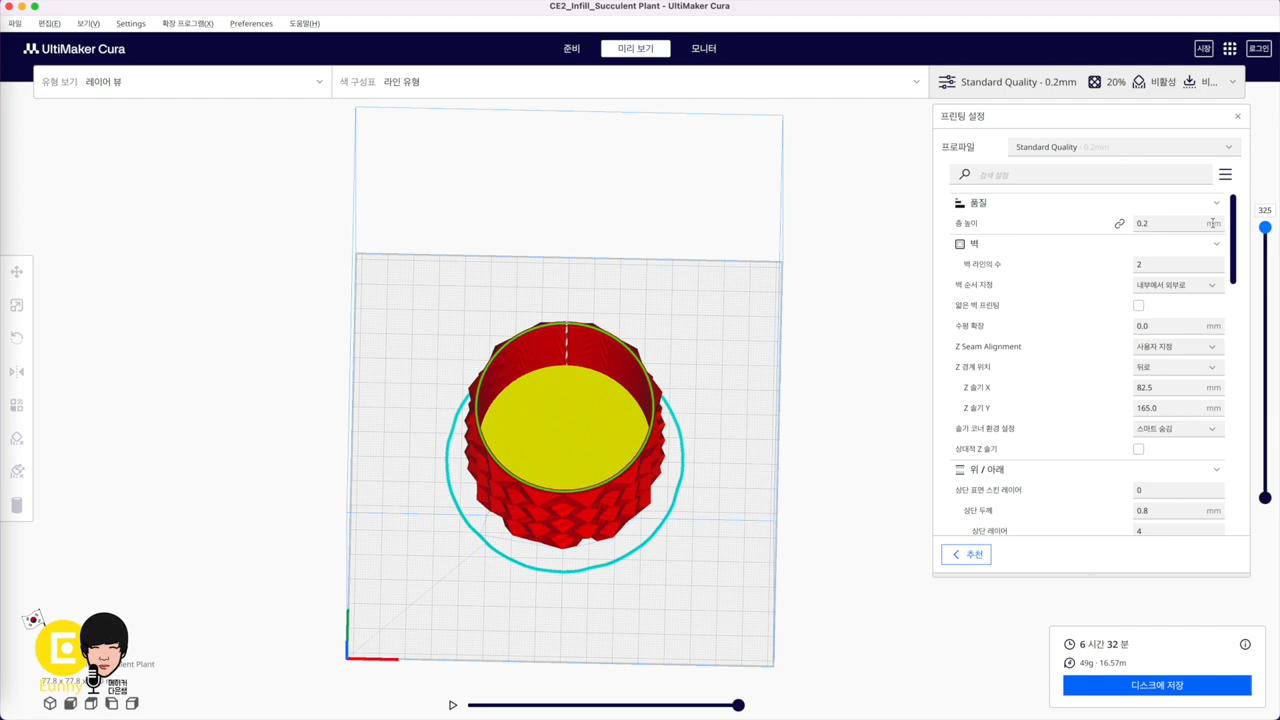 CE2_Infill_Succulent Plant - UltiMaker Cura
파일 편집(E) 보기(V) Settings 확장 프로그램(X) Preferences 도움말(H)
UltiMaker Cura 준비 미리 보기 모니터 시장 로그인
유형 보기 레이어 뷰 색 구성표 라인 유형 Standard Quality - 0.2mm 20% 비활성 비...
프린팅 설정
프로파일 Standard Quality - 0.2mm
검색 설정
품질
층 높이 0.2 mm
벽
벽 라인의 수 2
벽 순서 지정 내부에서 외부로
얇은 벽 프린팅
수평 확장 0.0 mm
Z Seam Alignment 사용자 지정
Z 경계 위치 뒤로
Z 솔기 X 82.5 mm
Z 솔기 Y 165.0 mm
솔기 코너 환경 설정 스마트 숨김
상대적 Z 솔기
위 / 아래
상단 표면 스킨 레이어 0
상단 두께 0.8 mm
상단 레이어 4
추천
325
6 시간 32 분
49g · 16.57m
디스크에 저장
E
Eunny
메이커
다은쌤
ent Plant
77.8 x 77.8 x